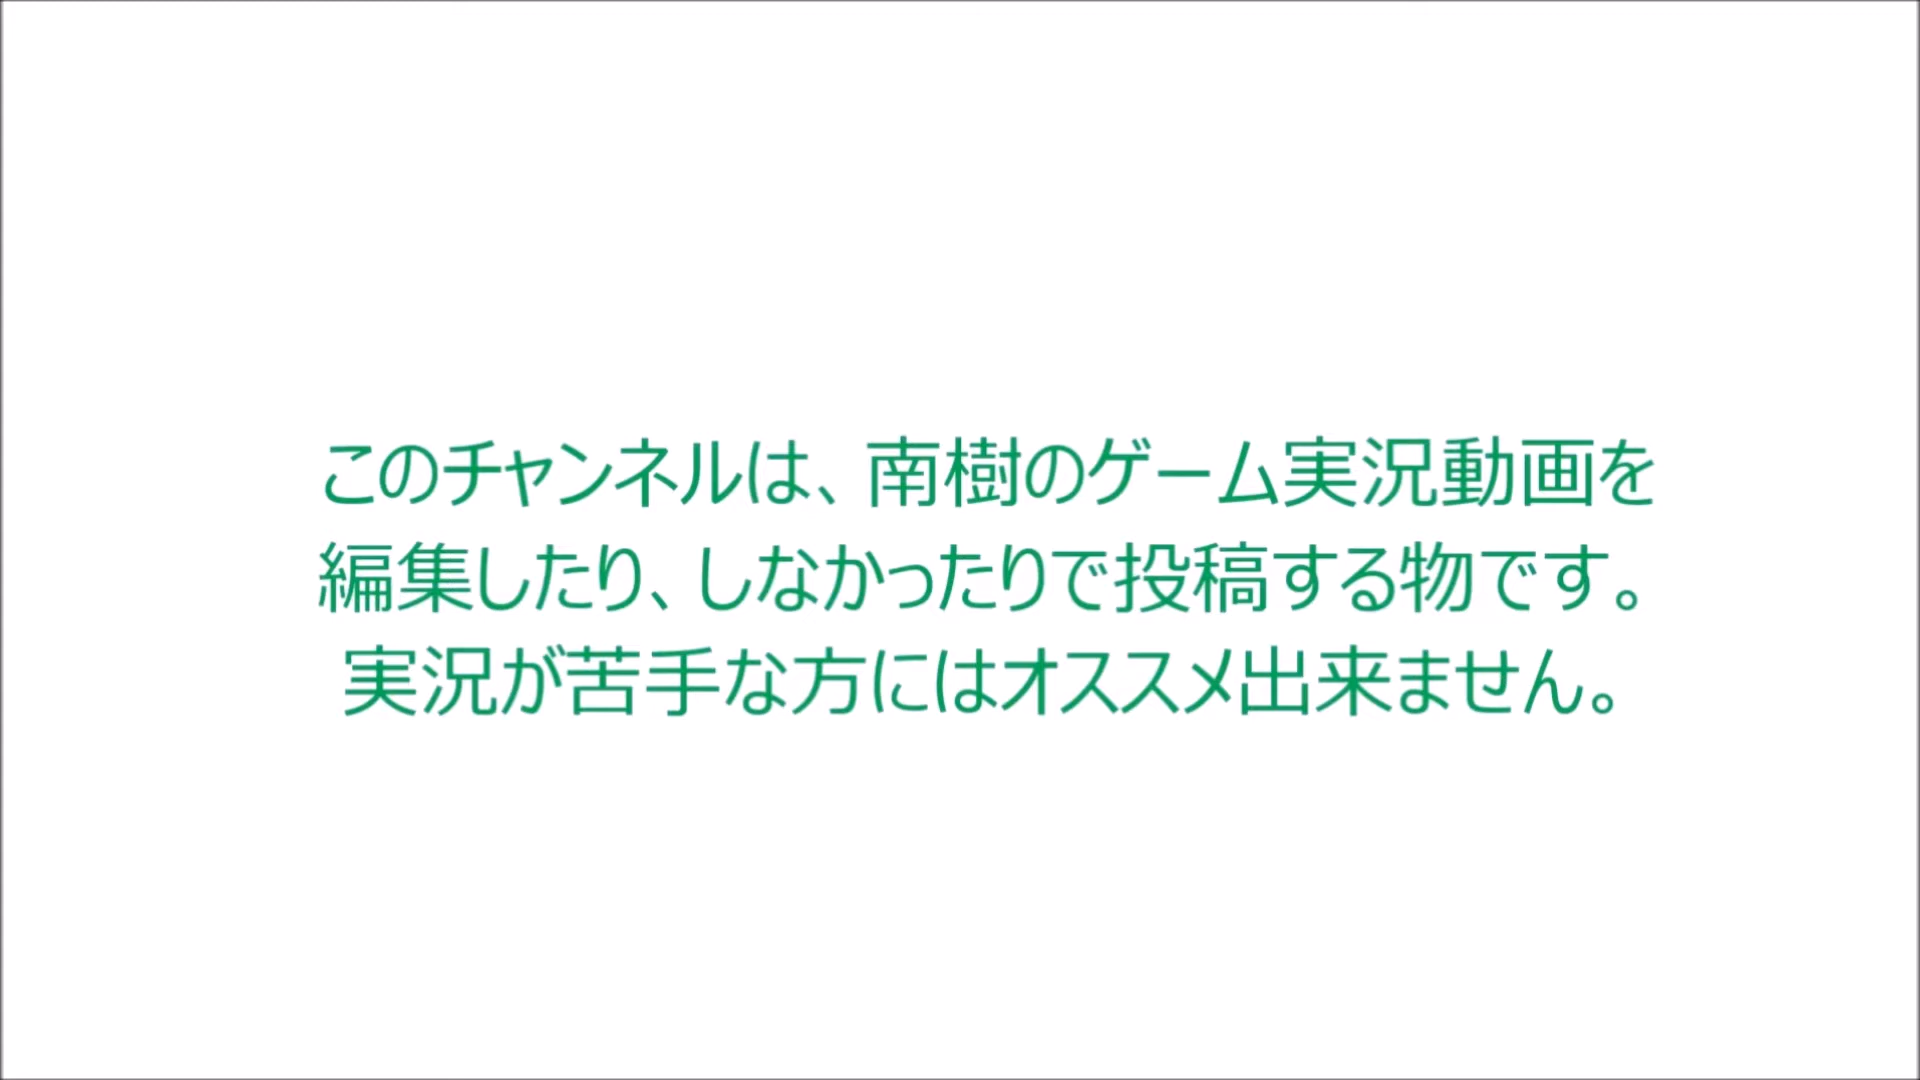 このチャンネルは、南樹のゲーム実況動画を
編集したり、しなかったりで投稿する物です。
実況が苦手な方にはオススメ出来ません。